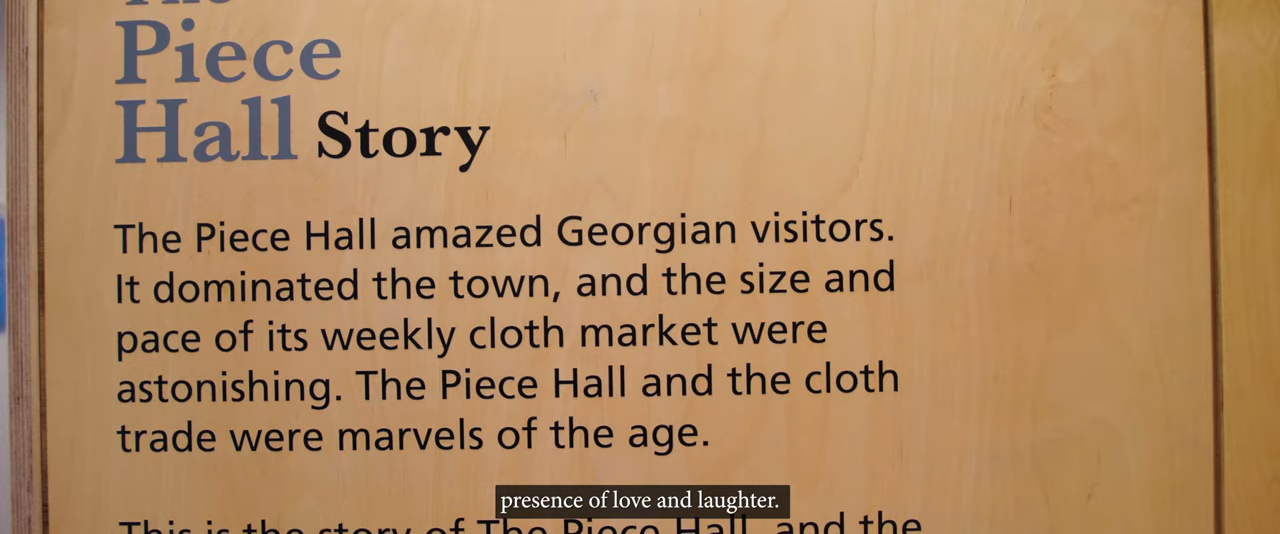 The
Piece
Hall Story
The Piece Hall amazed Georgian visitors.
It dominated the town, and the size and
pace of its weekly cloth market were
astonishing. The Piece Hall and the cloth
trade were marvels of the age.
presence of love and laughter.
This is the story of The Piece Hall, and the